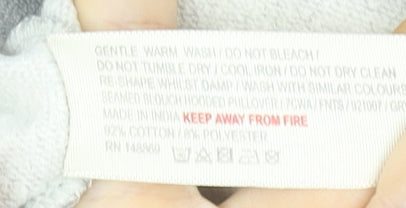 GENTLE WARM WASH / DO NOT BLEACH /
DO NOT TUMBLE DRY / COOL IRON / DO NOT DRY CLEAN
RE-SHAPE WHILST DAMP / WASH WITH SIMILAR COLOURS
SEAMED SLOUCH HOODED PULLOVER / 7CWA / FNTS / 921007 / GRY
MADE IN INDIA KEEP AWAY FROM FIRE
92% COTTON / 8% POLYESTER
RN 148869